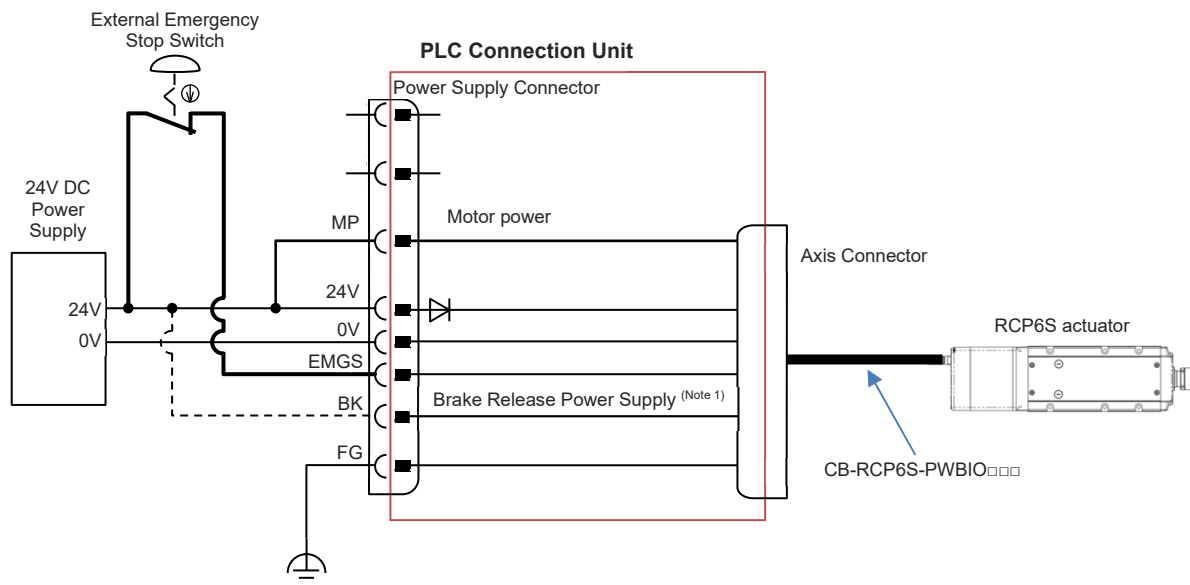 External Emergency
Stop Switch
PLC Connection Unit
Power Supply Connector
24V DC
Power
Supply
MP
Motor power
Axis Connector
24V
24V
0V
0V
RCP6S actuator
EMGS
BK
Brake Release Power Supply (Note 1)
FG
CB-RCP6S-PWBIO□□□